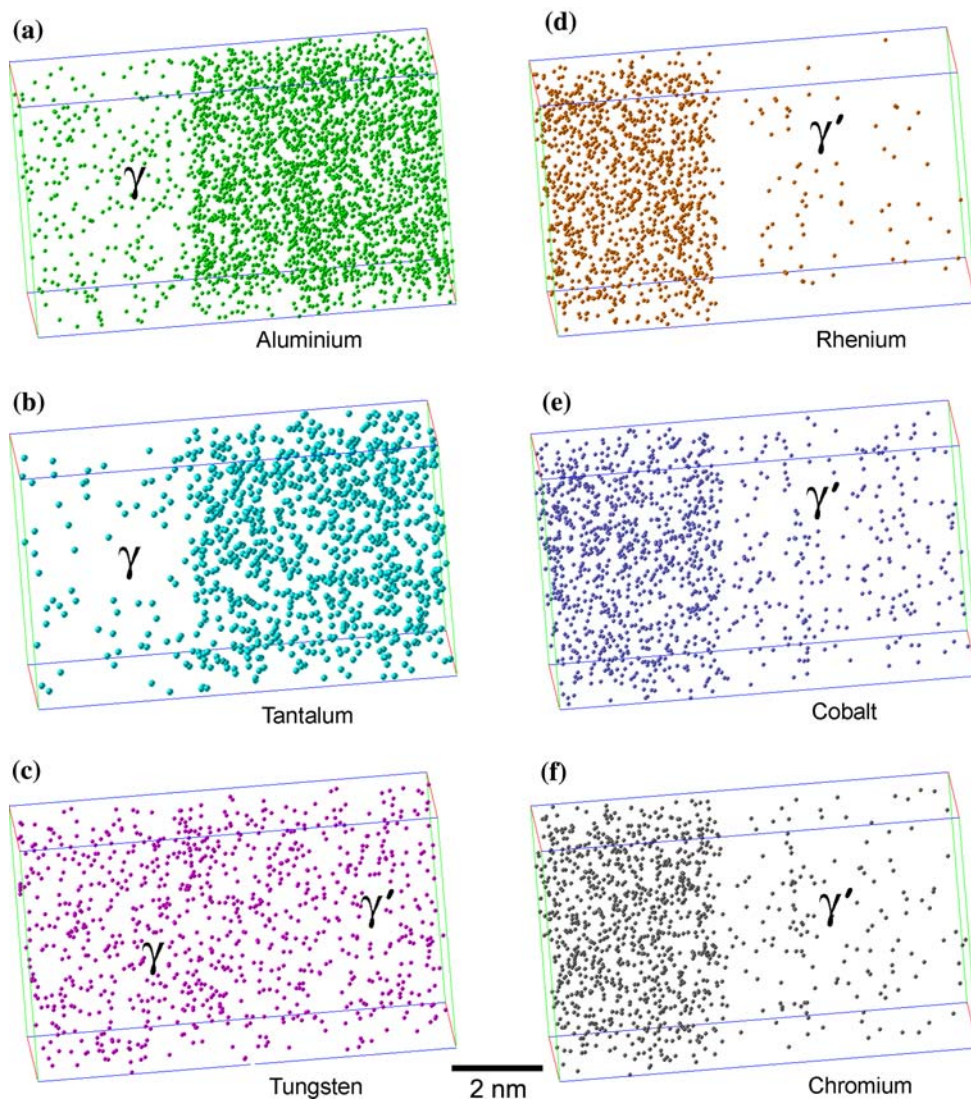 (a)
γ
Aluminium
(b)
γ
Tantalum
(c)
γ
γ′
Tungsten
(d)
γ′
Rhenium
(e)
γ′
Cobalt
(f)
γ′
Chromium
2 nm